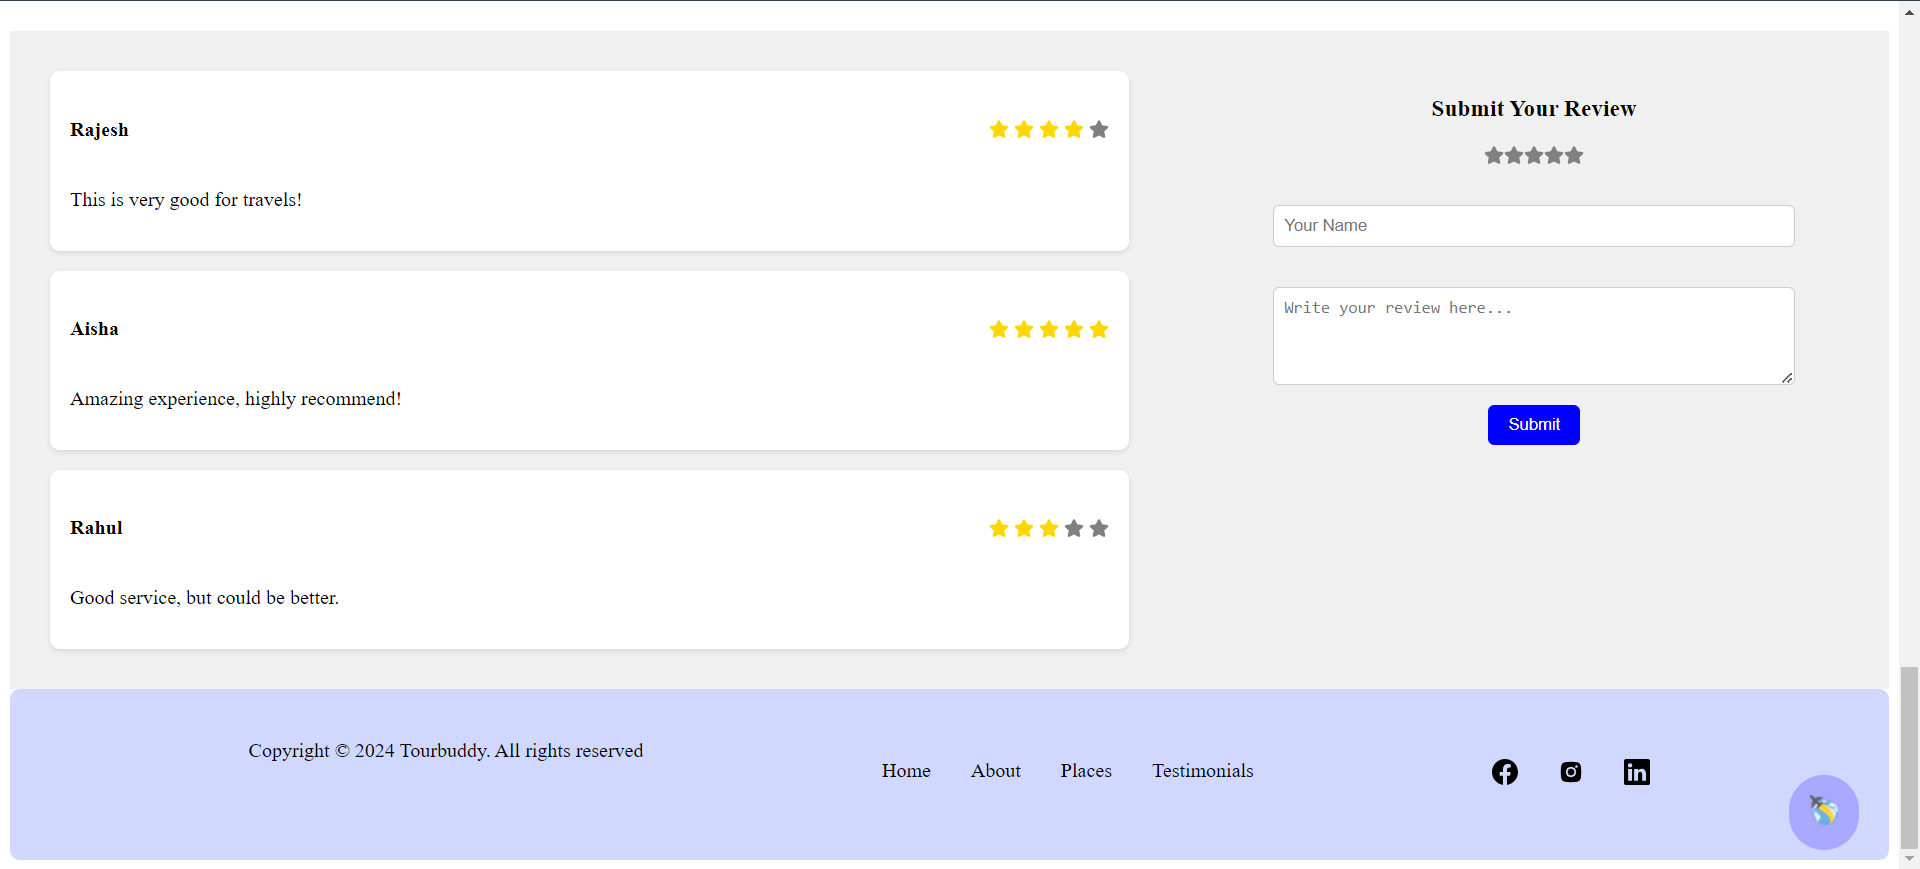 Rajesh
This is very good for travels!
Aisha
Amazing experience, highly recommend!
Rahul
Good service, but could be better.
Submit Your Review
Your Name
Write your review here...
Submit
Copyright © 2024 Tourbuddy. All rights reserved
Home About Places Testimonials